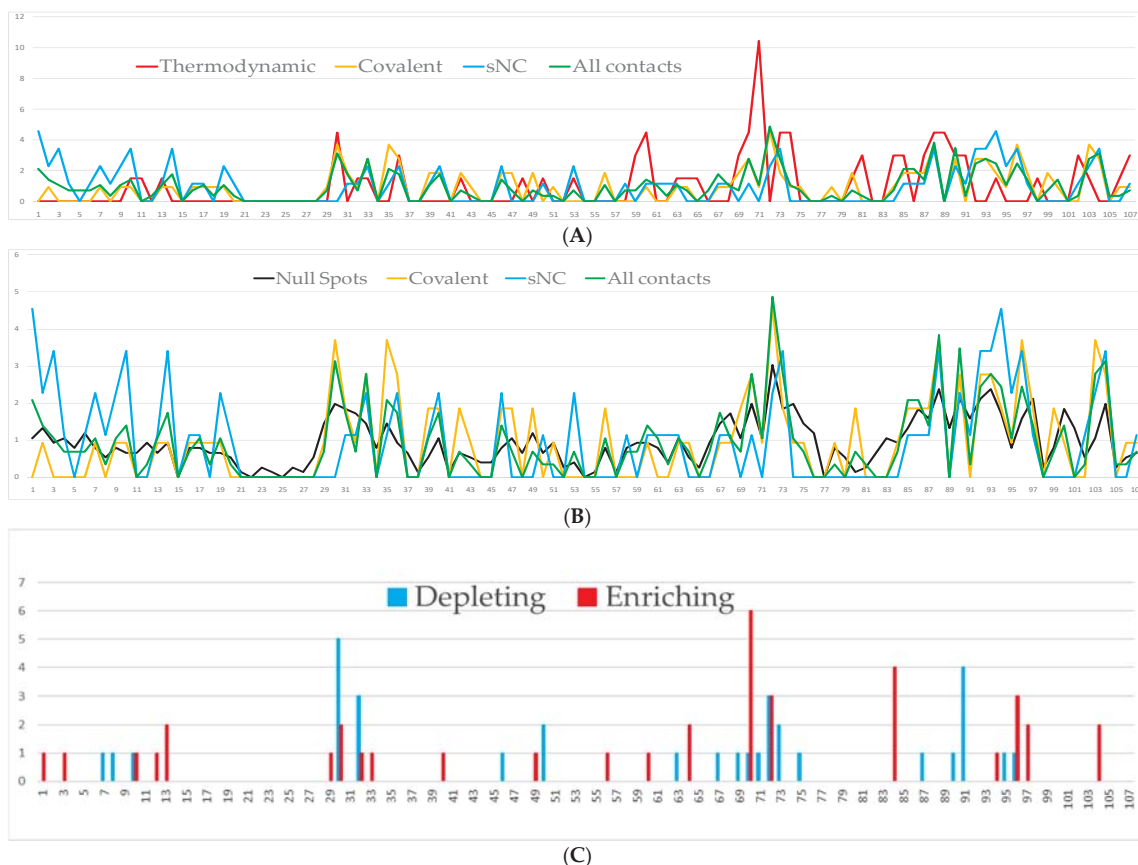 12
10
8
6
4
2
0
Thermodynamic Covalent sNC All contacts
1 3 5 7 9 11 13 15 17 19 21 23 25 27 29 31 33 35 37 39 41 43 45 47 49 51 53 55 57 59 61 63 65 67 69 71 73 75 77 79 81 83 85 87 89 91 93 95 97 99 101 103 105 107
(A)
6
5
4
3
2
1
0
Null Spots Covalent sNC All contacts
1 3 5 7 9 11 13 15 17 19 21 23 25 27 29 31 33 35 37 39 41 43 45 47 49 51 53 55 57 59 61 63 65 67 69 71 73 75 77 79 81 83 85 87 89 91 93 95 97 99 101 103 105
(B)
7
6
5
4
3
2
1
0
Depleting Enriching
1 3 5 7 9 11 13 15 17 19 21 23 25 27 29 31 33 35 37 39 41 43 45 47 49 51 53 55 57 59 61 63 65 67 69 71 73 75 77 79 81 83 85 87 89 91 93 95 97 99 101 103 105 107
(C)